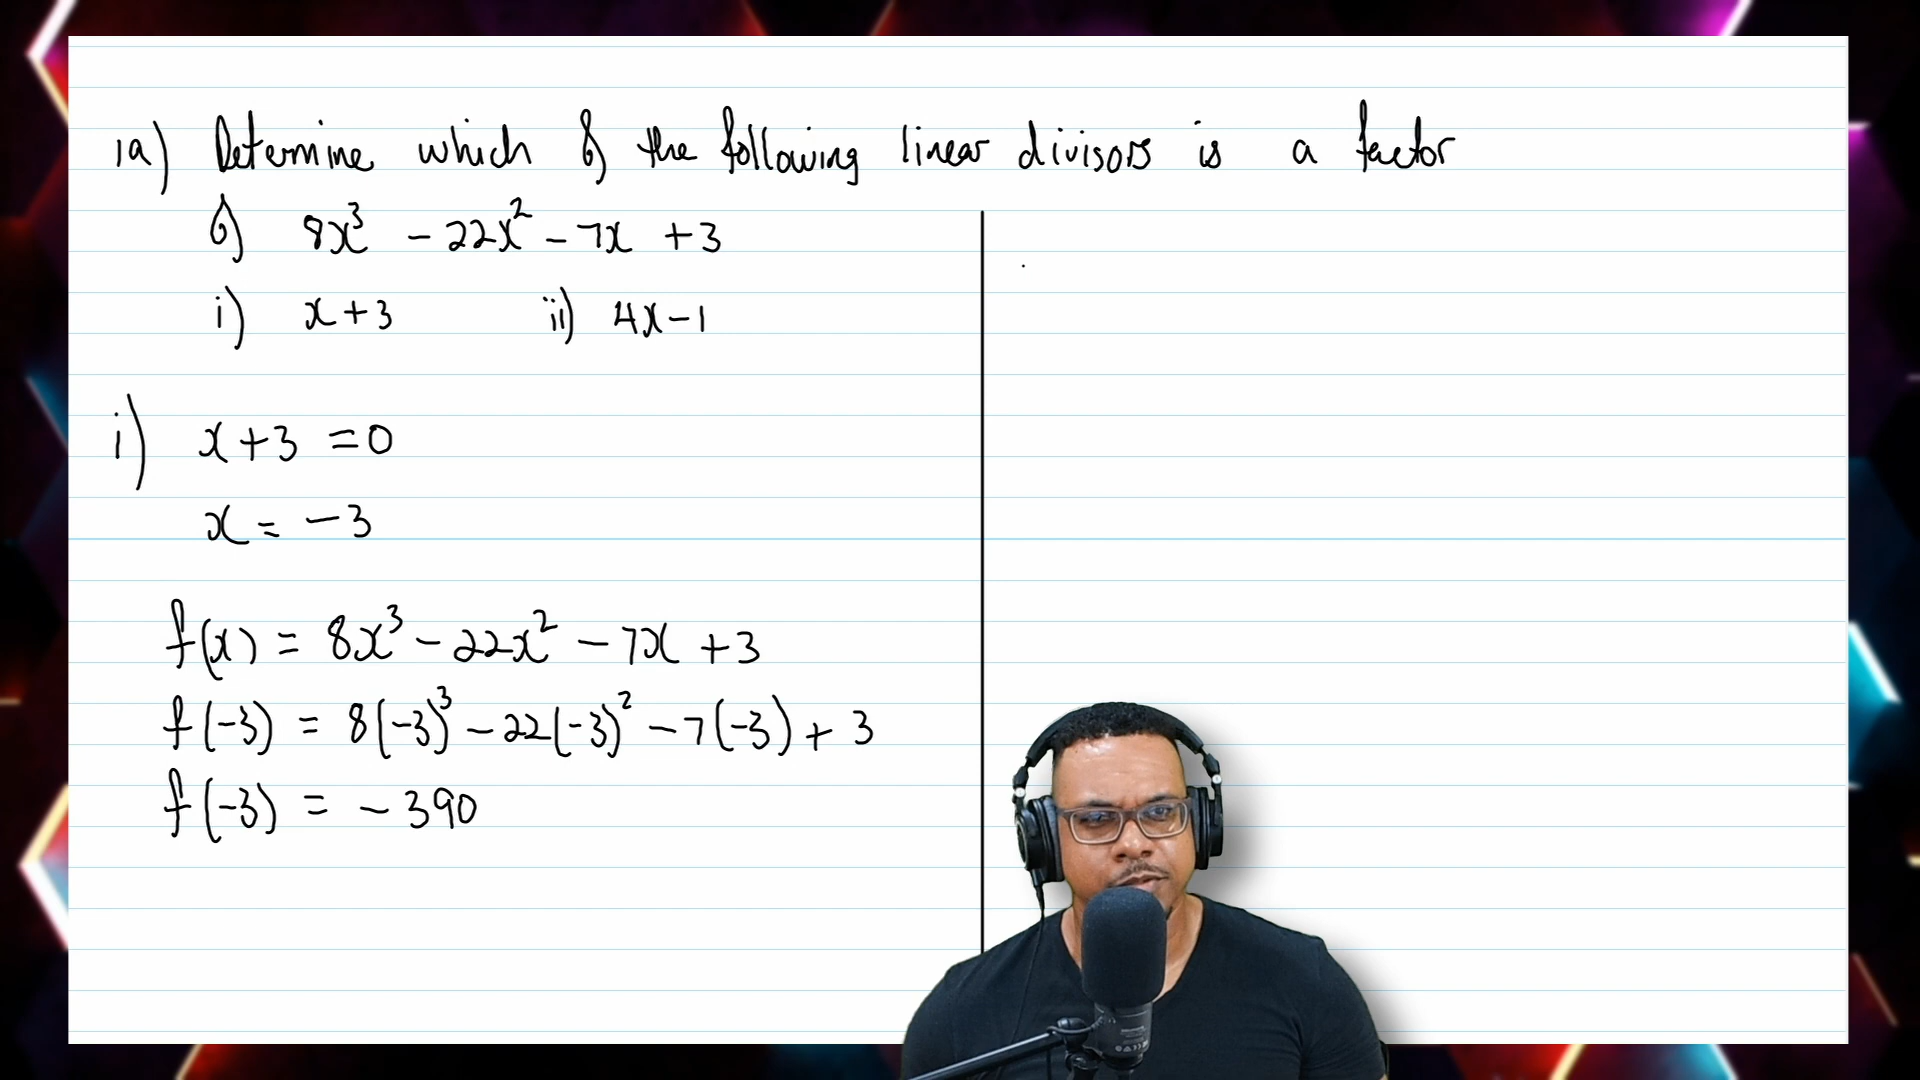 1a) Determine which of the following linear divisors is a factor
of 8x³ - 22x² - 7x + 3
i) x + 3 ii) 4x - 1
i) x + 3 = 0
x = -3
f(x) = 8x³ - 22x² - 7x + 3
f(-3) = 8(-3)³ - 22(-3)² - 7(-3) + 3
f(-3) = -390